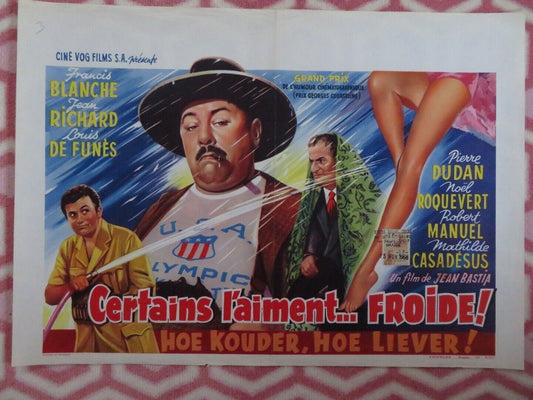 3
CINÉ VOG FILMS S.A. Présente
Francis
BLANCHE
Jean
RICHARD
Louis
DE FUNÈS
GRAND PRIX
DE L'HUMOUR CINÉMATOGRAPHIQUE
(PRIX GEORGES COURTELINE)
Pierre
DUDAN
Noël
ROQUEVERT
Robert
MANUEL
Mathilde
CASADÉSUS
Un film de JEAN BASTIA
U.S.A.
OLYMPIC
Certains l'aiment... FROIDE!
HOE KOUDER, HOE LIEVER!